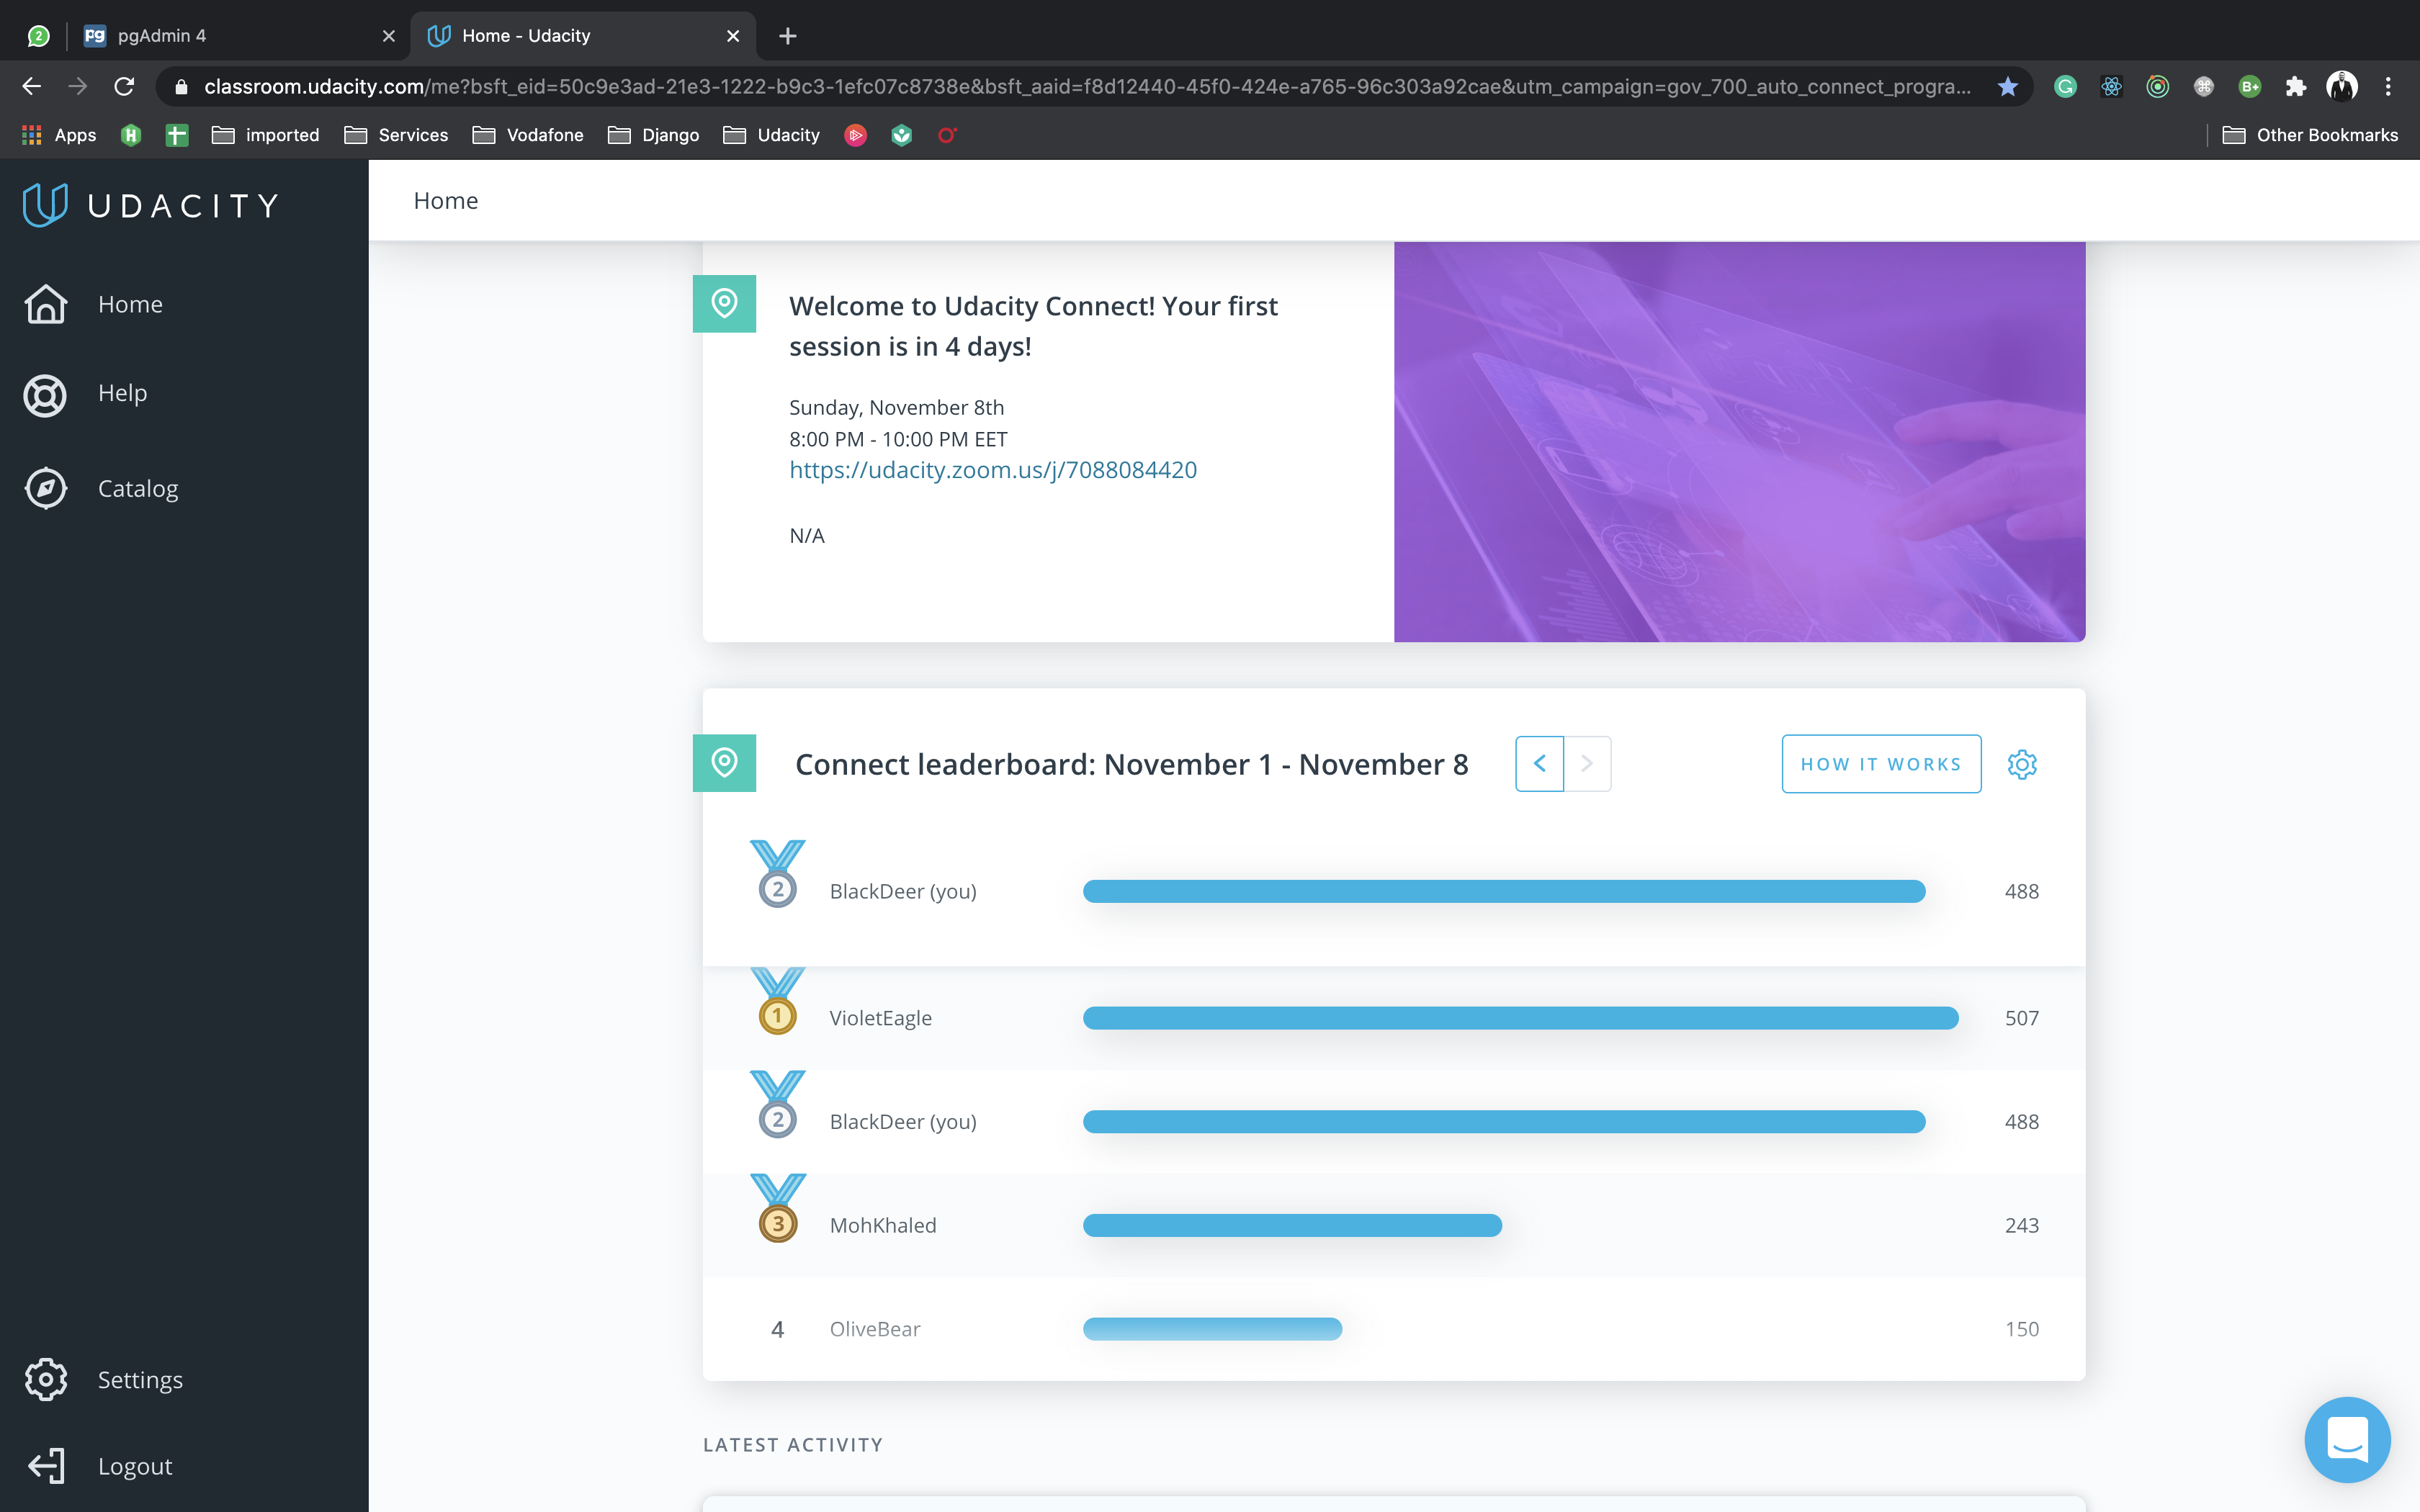 2
pgAdmin 4
Home - Udacity
classroom.udacity.com/me?bsft_eid=50c9e3ad-21e3-1222-b9c3-1efc07c8738e&bsft_aaid=f8d12440-45f0-424e-a765-96c303a92cae&utm_campaign=gov_700_auto_connect_progra...
B+
Apps
H
imported
Services
Vodafone
Django
Udacity
Other Bookmarks
UDACITY
Home
Help
Catalog
Settings
Logout
Home
Welcome to Udacity Connect! Your first
session is in 4 days!
Sunday, November 8th
8:00 PM - 10:00 PM EET
https://udacity.zoom.us/j/7088084420
N/A
Connect leaderboard: November 1 - November 8
HOW IT WORKS
2 BlackDeer (you) 488
1 VioletEagle 507
2 BlackDeer (you) 488
3 MohKhaled 243
4 OliveBear 150
LATEST ACTIVITY